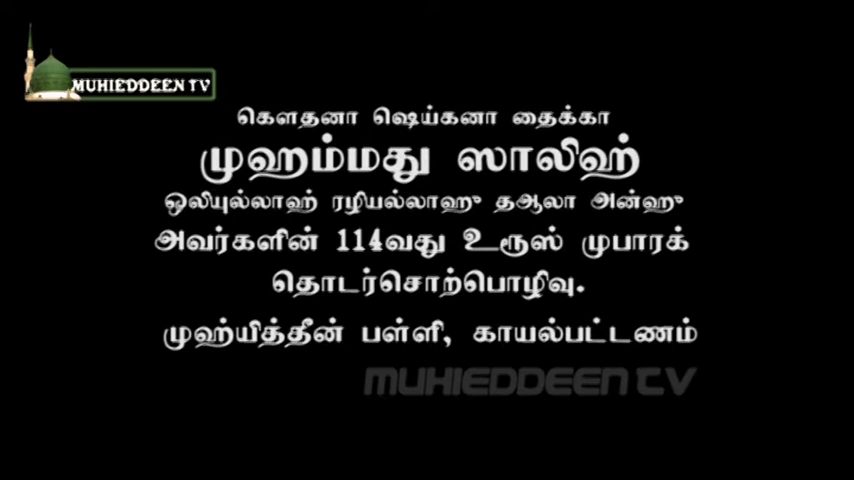 MUHIEDDEEN TV
கௌதனா ஷெய்கனா தைக்கா
முஹம்மது ஸாலிஹ்
ஒலியுல்லாஹ் ரழியல்லாஹு தஆலா அன்ஹு
அவர்களின் 114வது உரூஸ் முபாரக்
தொடர்சொற்பொழிவு.
முஹ்யித்தீன் பள்ளி, காயல்பட்டணம்
MUHIEDDEEN TV